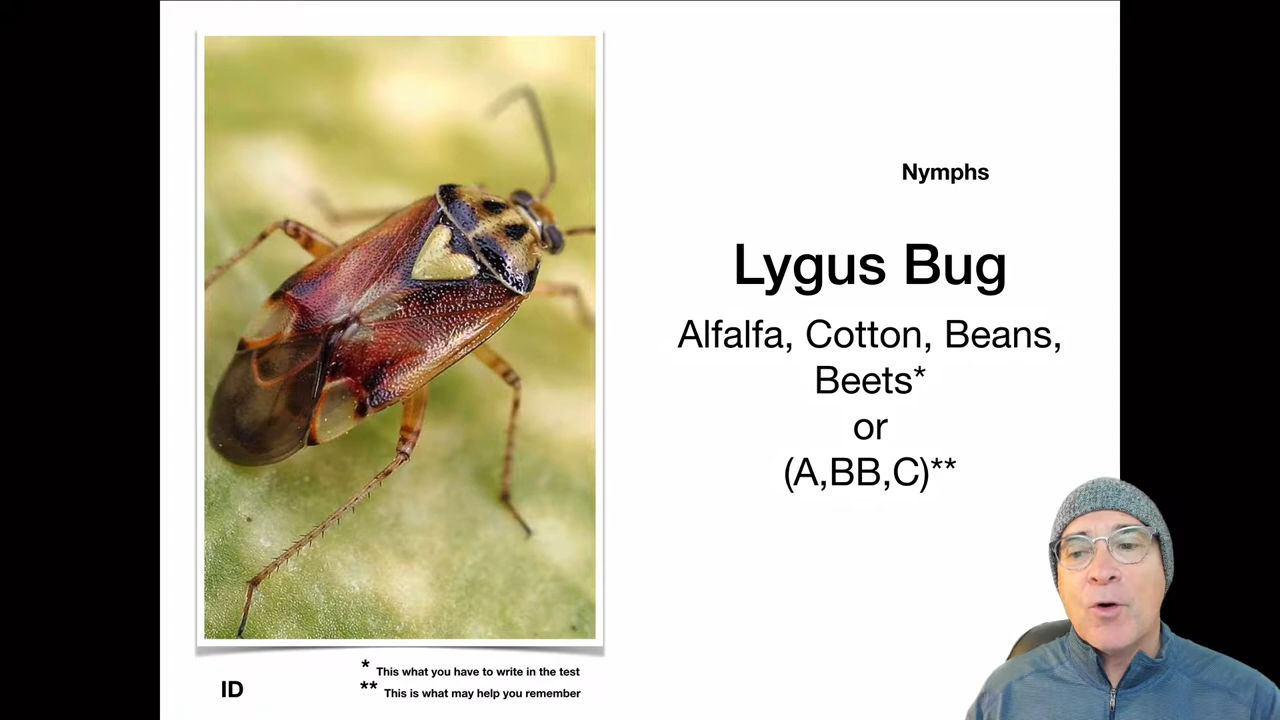 Nymphs
Lygus Bug
Alfalfa, Cotton, Beans,
Beets*
or
(A,BB,C)**
* This what you have to write in the test
** This is what may help you remember
ID